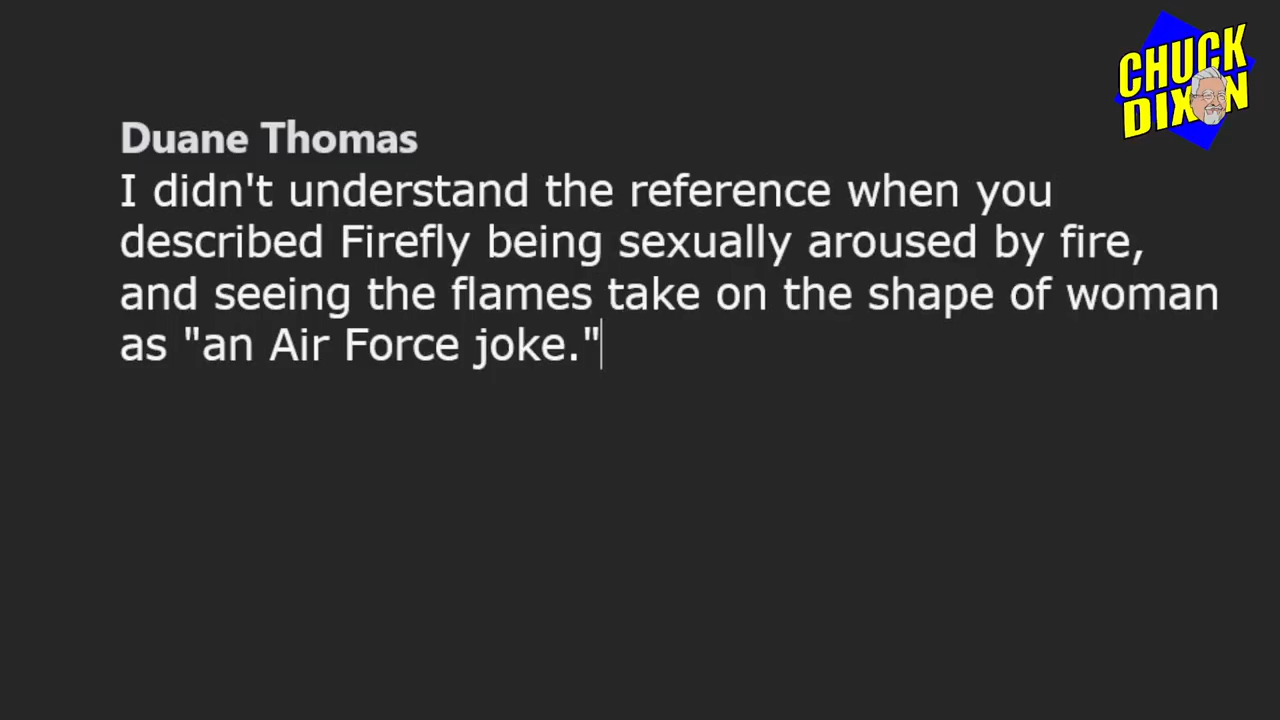 CHUCK
DIXON
Duane Thomas
I didn't understand the reference when you
described Firefly being sexually aroused by fire,
and seeing the flames take on the shape of woman
as "an Air Force joke."